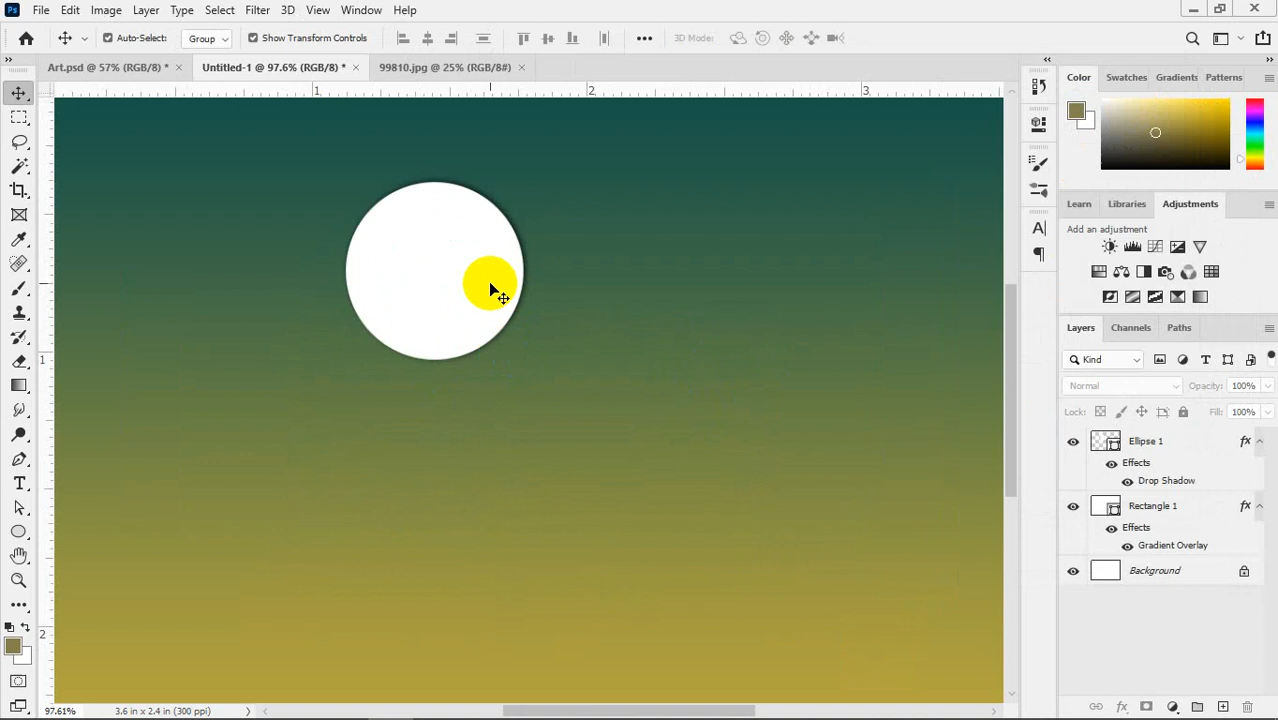 Ps File Edit Image Layer Type Select Filter 3D View Window Help
Auto-Select: Group Show Transform Controls 3D Mode:
Art.psd @ 57% (RGB/8) * Untitled-1 @ 97.6% (RGB/8) * 99810.jpg @ 25% (RGB/8#)
1 2 3
Color Swatches Gradients Patterns
Learn Libraries Adjustments
Add an adjustment
Layers Channels Paths
Kind
Normal Opacity: 100%
Lock: Fill: 100%
Ellipse 1 fx
Effects
Drop Shadow
Rectangle 1 fx
Effects
Gradient Overlay
Background
1
2
97.61% 3.6 in x 2.4 in (300 ppi)